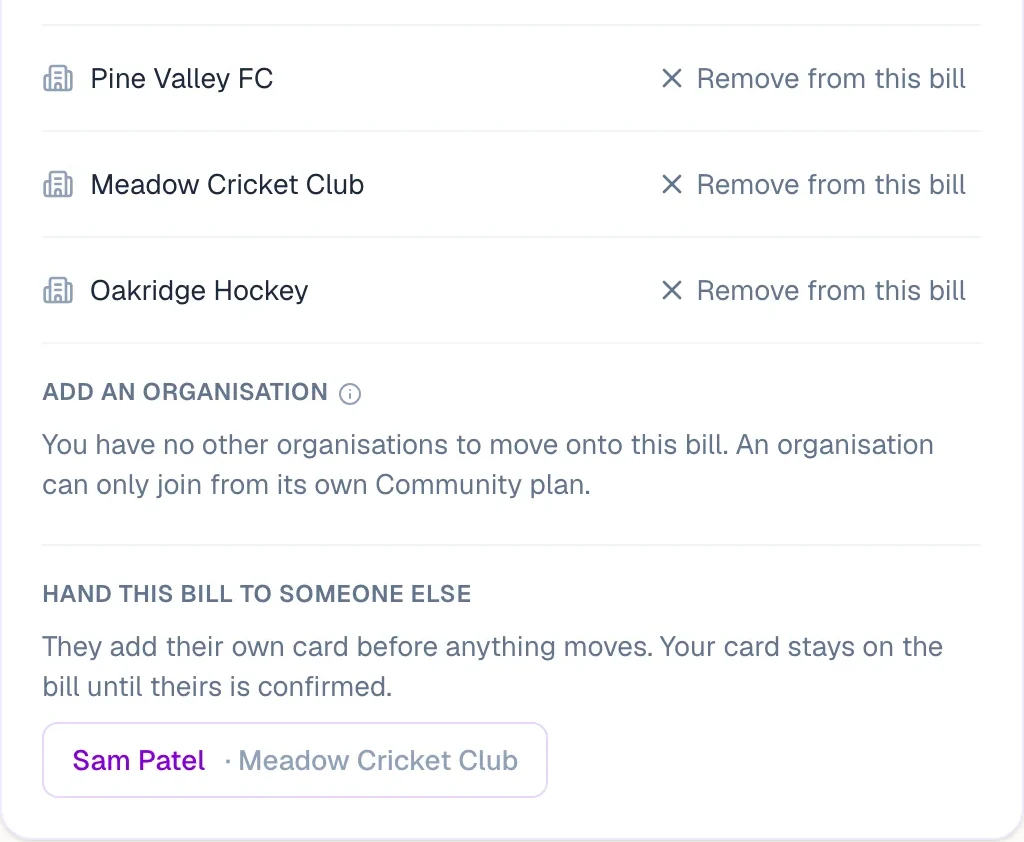 Pine Valley FC Remove from this bill
Meadow Cricket Club Remove from this bill
Oakridge Hockey Remove from this bill
ADD AN ORGANISATION
You have no other organisations to move onto this bill. An organisation
can only join from its own Community plan.
HAND THIS BILL TO SOMEONE ELSE
They add their own card before anything moves. Your card stays on the
bill until theirs is confirmed.
Sam Patel · Meadow Cricket Club